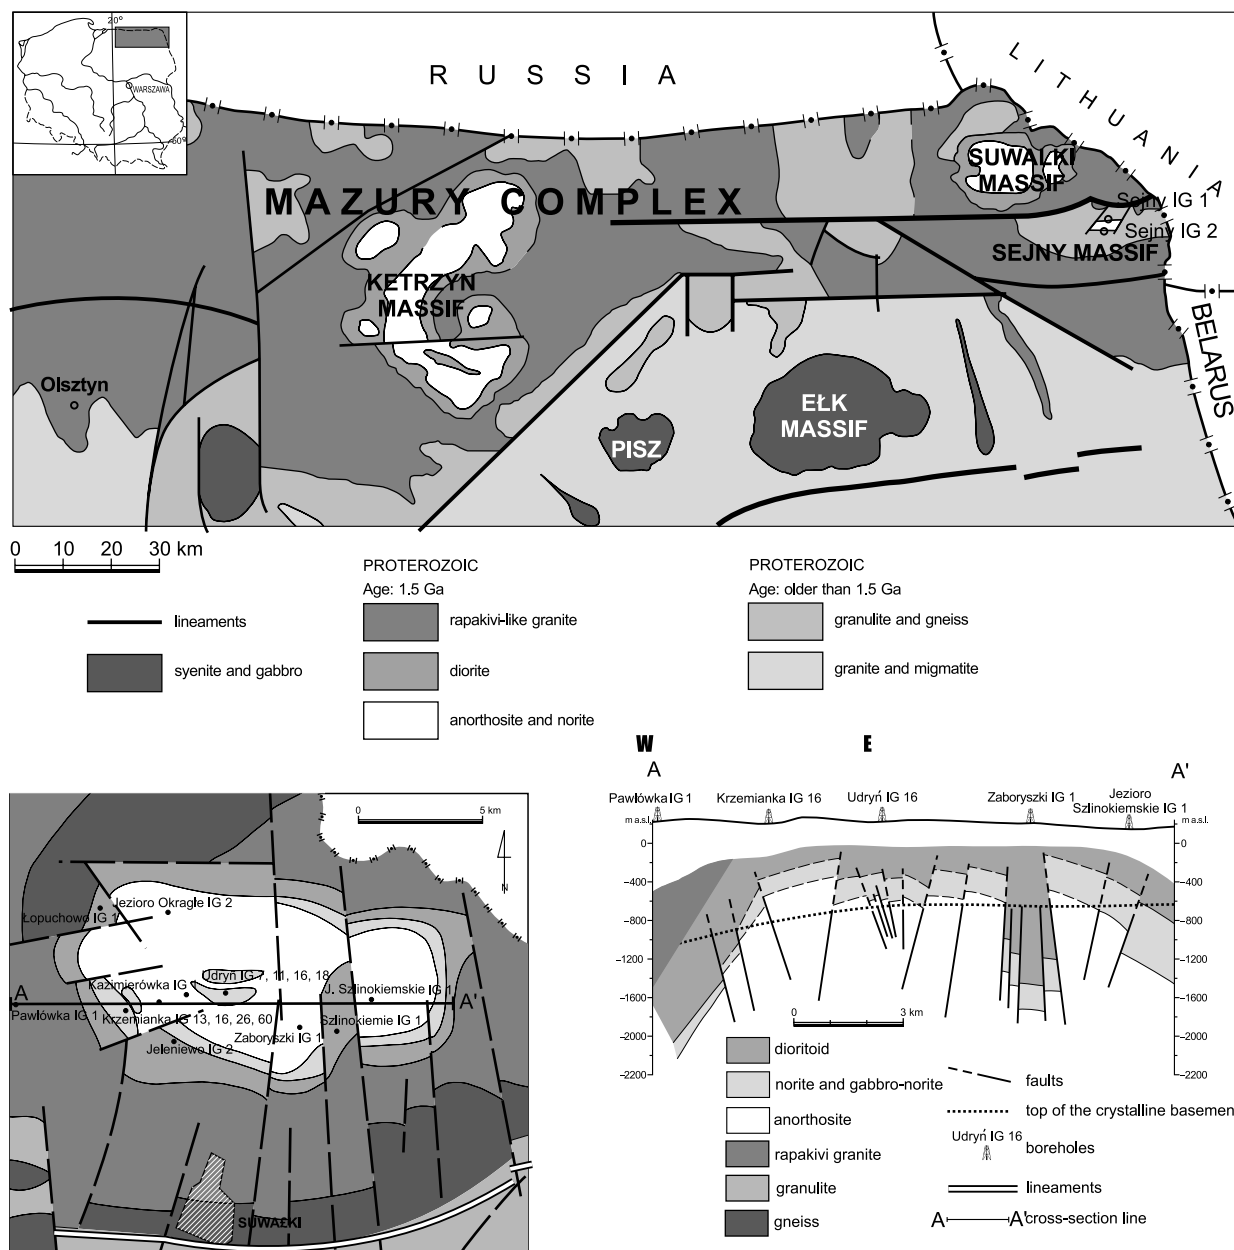 20°
WARSZAWA
60°
RUSSIA
LITHUANIA
BELARUS
MAZURY COMPLEX
SUWAŁKI
MASSIF
Sejny IG 1
Sejny IG 2
SEJNY MASSIF
KETRZYN
MASSIF
Olsztyn
PISZ
EŁK
MASSIF
0 10 20 30 km
lineaments
syenite and gabbro
PROTEROZOIC
Age: 1.5 Ga
rapakivi-like granite
diorite
anorthosite and norite
PROTEROZOIC
Age: older than 1.5 Ga
granulite and gneiss
granite and migmatite
0 5 km
N
Jezioro Okrągłe IG 2
Łopuchowo IG 1
Udryń IG 7, 11, 16, 18
Kazimierówka IG 1
J. Szlinokiemskie IG 1
A A'
Pawłówka IG 1
Krzemianka IG 13, 16, 26, 60
Szlinokiemie IG 1
Zaboryszki IG 1
Jeleniewo IG 2
SUWAŁKI
W E
A A'
Pawłówka IG 1
Krzemianka IG 16
Udryń IG 16
Zaboryszki IG 1
Jezioro
Szlinokiemskie IG 1
m a.s.l. m a.s.l.
0 0
−400 −400
−800 −800
−1200 −1200
−1600 −1600
−2000 −2000
−2200 −2200
0 3 km
dioritoid
norite and gabbro-norite
anorthosite
rapakivi granite
granulite
gneiss
faults
top of the crystalline basemen
Udryń IG 16
boreholes
lineaments
A A' cross-section line